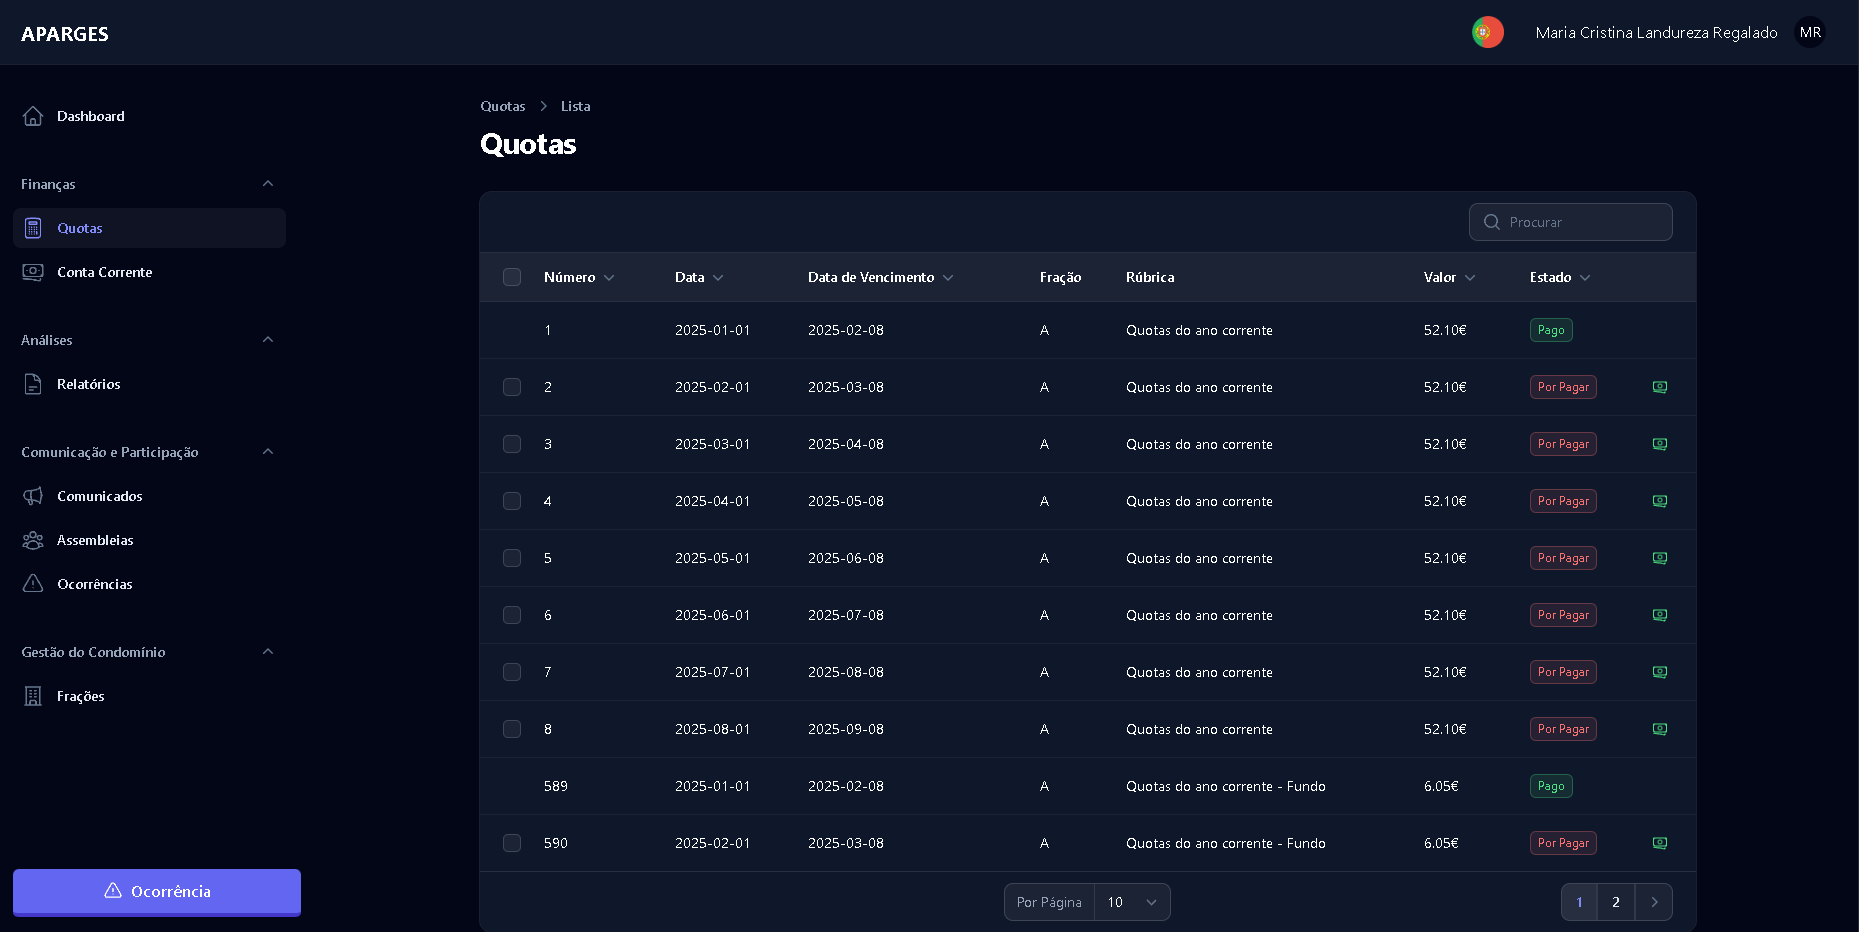 APARGES
Maria Cristina Landureza Regalado MR
Dashboard
Finanças
Quotas
Conta Corrente
Análises
Relatórios
Comunicação e Participação
Comunicados
Assembleias
Ocorrências
Gestão do Condomínio
Frações
Ocorrência
Quotas Lista
Quotas
Procurar
Número Data Data de Vencimento Fração Rúbrica Valor Estado
1 2025-01-01 2025-02-08 A Quotas do ano corrente 52.10€ Pago
2 2025-02-01 2025-03-08 A Quotas do ano corrente 52.10€ Por Pagar
3 2025-03-01 2025-04-08 A Quotas do ano corrente 52.10€ Por Pagar
4 2025-04-01 2025-05-08 A Quotas do ano corrente 52.10€ Por Pagar
5 2025-05-01 2025-06-08 A Quotas do ano corrente 52.10€ Por Pagar
6 2025-06-01 2025-07-08 A Quotas do ano corrente 52.10€ Por Pagar
7 2025-07-01 2025-08-08 A Quotas do ano corrente 52.10€ Por Pagar
8 2025-08-01 2025-09-08 A Quotas do ano corrente 52.10€ Por Pagar
589 2025-01-01 2025-02-08 A Quotas do ano corrente - Fundo 6.05€ Pago
590 2025-02-01 2025-03-08 A Quotas do ano corrente - Fundo 6.05€ Por Pagar
Por Página 10 1 2